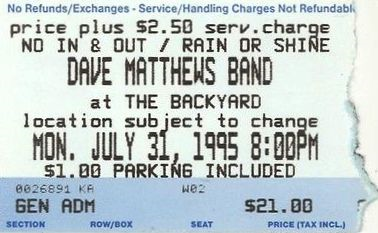 No Refunds/Exchanges - Service/Handling Charges Not Refundabl
price plus $2.50 serv.charge
NO IN & OUT / RAIN OR SHINE
DAVE MATTHEWS BAND
at THE BACKYARD
location subject to change
MON. JULY 31, 1995 8:00PM
$1.00 PARKING INCLUDED
0026891 KA W02
GEN ADM $21.00
SECTION ROW/BOX SEAT PRICE (TAX INCL.)